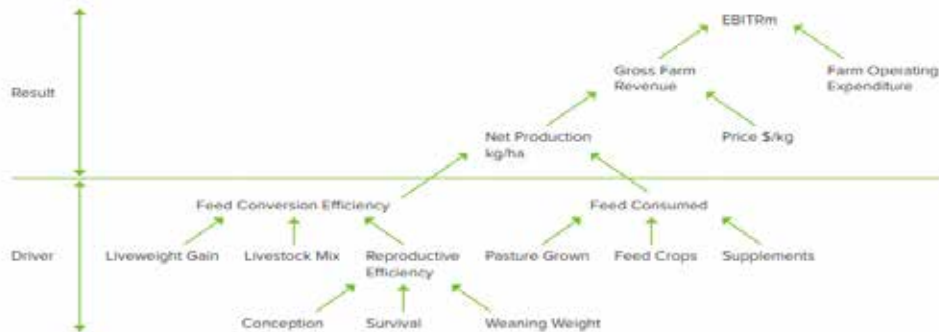 EBITRm
Gross Farm
Revenue
Farm Operating
Expenditure
Result
Net Production
kg/ha
Price $/kg
Feed Conversion Efficiency
Feed Consumed
Driver
Liveweight Gain
Livestock Mix
Reproductive
Efficiency
Pasture Grown
Feed Crops
Supplements
Conception
Survival
Weaning Weight